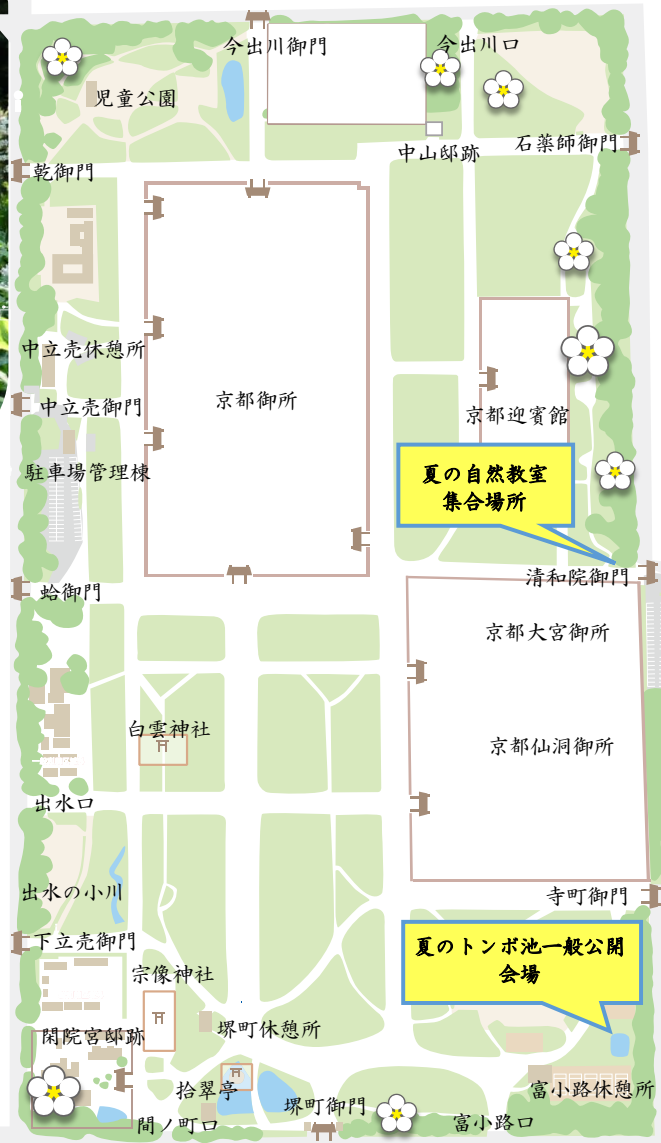 今出川御門
今出川口
児童公園
中山邸跡
石薬師御門
乾御門
中立売休憩所
京都御所
中立売御門
京都迎賓館
駐車場管理棟
夏の自然教室
集合場所
清和院御門
蛤御門
京都大宮御所
白雲神社
京都仙洞御所
出水口
出水の小川
寺町御門
下立売御門
夏のトンボ池一般公開
会場
宗像神社
堺町休憩所
閑院宮邸跡
拾翠亭
富小路休憩所
堺町御門
間ノ町口
富小路口